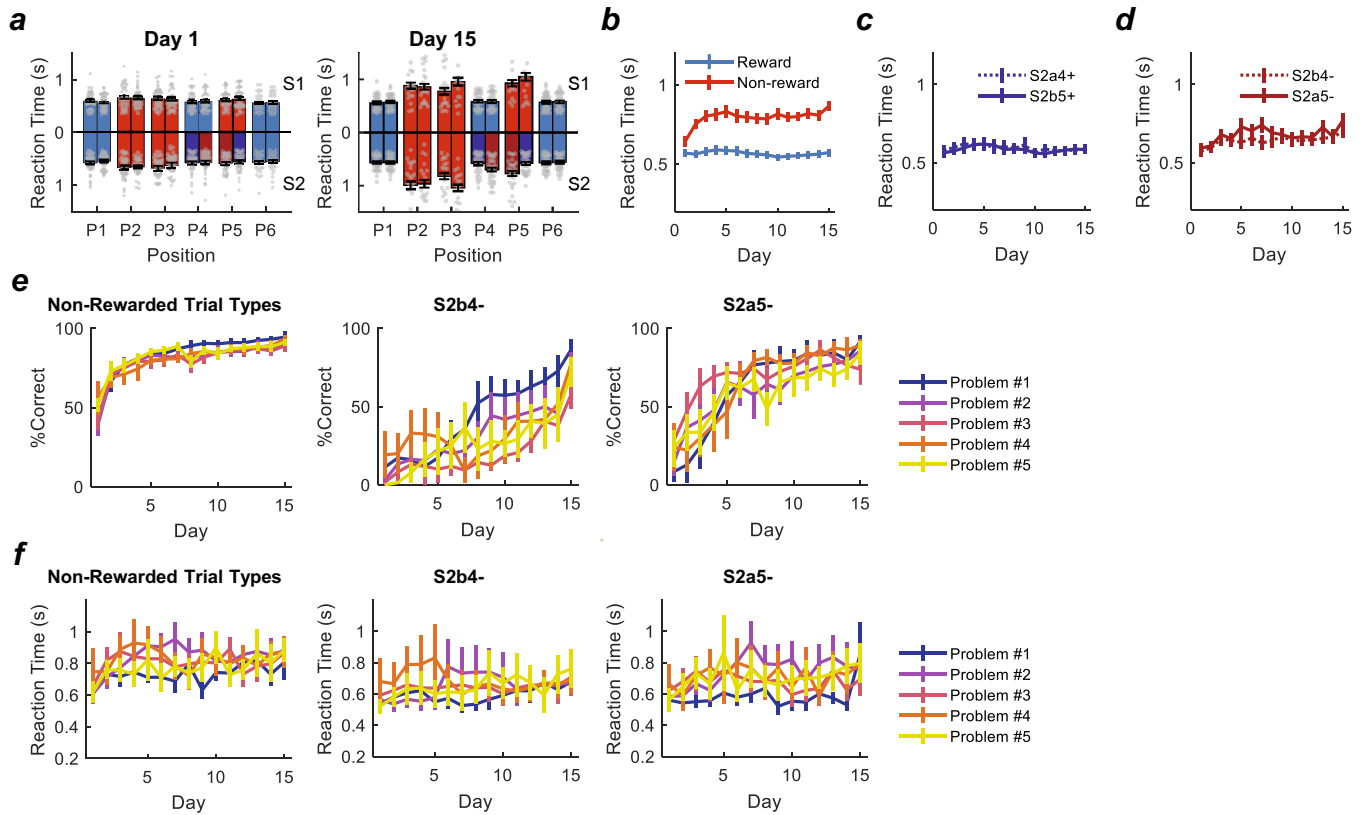 a
Day 1
Day 15
Reaction Time (s)
1
0
1
S1
S2
P1 P2 P3 P4 P5 P6
Position
Reaction Time (s)
1
0
1
S1
S2
P1 P2 P3 P4 P5 P6
Position
b
Reward
Non-reward
Reaction Time (s)
1
0.5
0 5 10 15
Day
c
S2a4+
S2b5+
Reaction Time (s)
1
0.5
0 5 10 15
Day
d
S2b4-
S2a5-
Reaction Time (s)
1
0.5
0 5 10 15
Day
e
Non-Rewarded Trial Types
%Correct
100
50
0
5 10 15
Day
S2b4-
%Correct
100
50
0
5 10 15
Day
S2a5-
%Correct
100
50
0
5 10 15
Day
Problem #1
Problem #2
Problem #3
Problem #4
Problem #5
f
Non-Rewarded Trial Types
Reaction Time (s)
1
0.8
0.6
0.4
0.2
5 10 15
Day
S2b4-
Reaction Time (s)
1
0.8
0.6
0.4
0.2
5 10 15
Day
S2a5-
Reaction Time (s)
1
0.8
0.6
0.4
0.2
5 10 15
Day
Problem #1
Problem #2
Problem #3
Problem #4
Problem #5